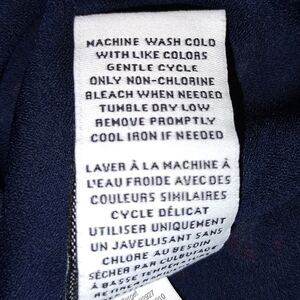 MACHINE WASH COLD
WITH LIKE COLORS
GENTLE CYCLE
ONLY NON-CHLORINE
BLEACH WHEN NEEDED
TUMBLE DRY LOW
REMOVE PROMPTLY
COOL IRON IF NEEDED
LAVER À LA MACHINE À
L'EAU FROIDE AVEC DES
COULEURS SIMILAIRES
CYCLE DÉLICAT
UTILISER UNIQUEMENT
UN JAVELLISANT SANS
CHLORE AU BESOIN
SÉCHER PAR CULBUTAGE
À BASSE TEMPÉRATURE